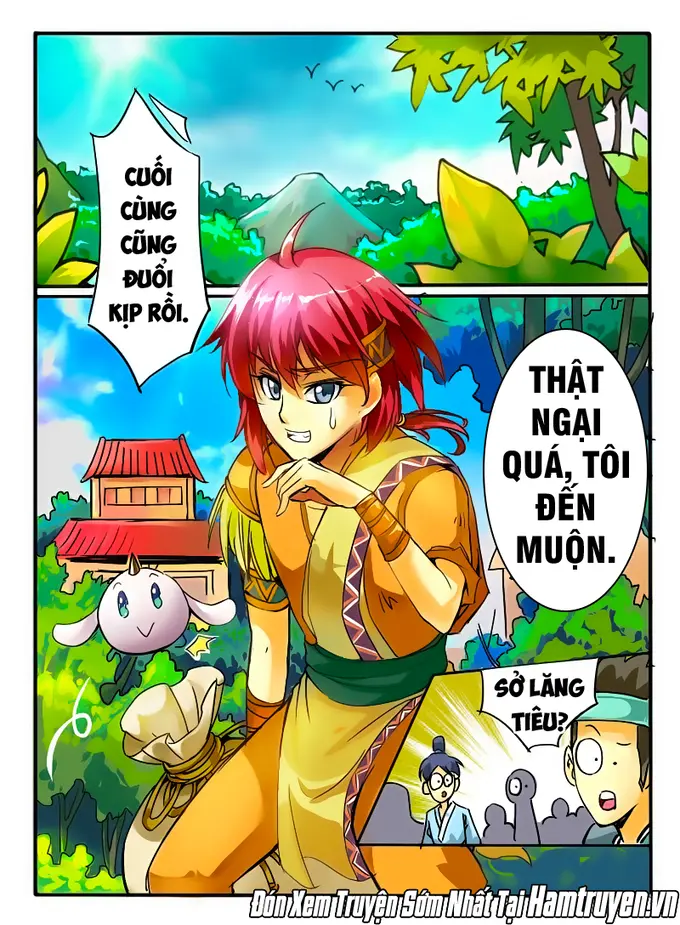 CUỐI
CÙNG
CŨNG
ĐUỔI
KỊP RỒI.
THẬT
NGẠI
QUÁ, TÔI
ĐẾN
MUỘN.
SỞ LĂNG
TIÊU?
Đón Xem Truyện Sớm Nhất Tại Hamtruyen.vn